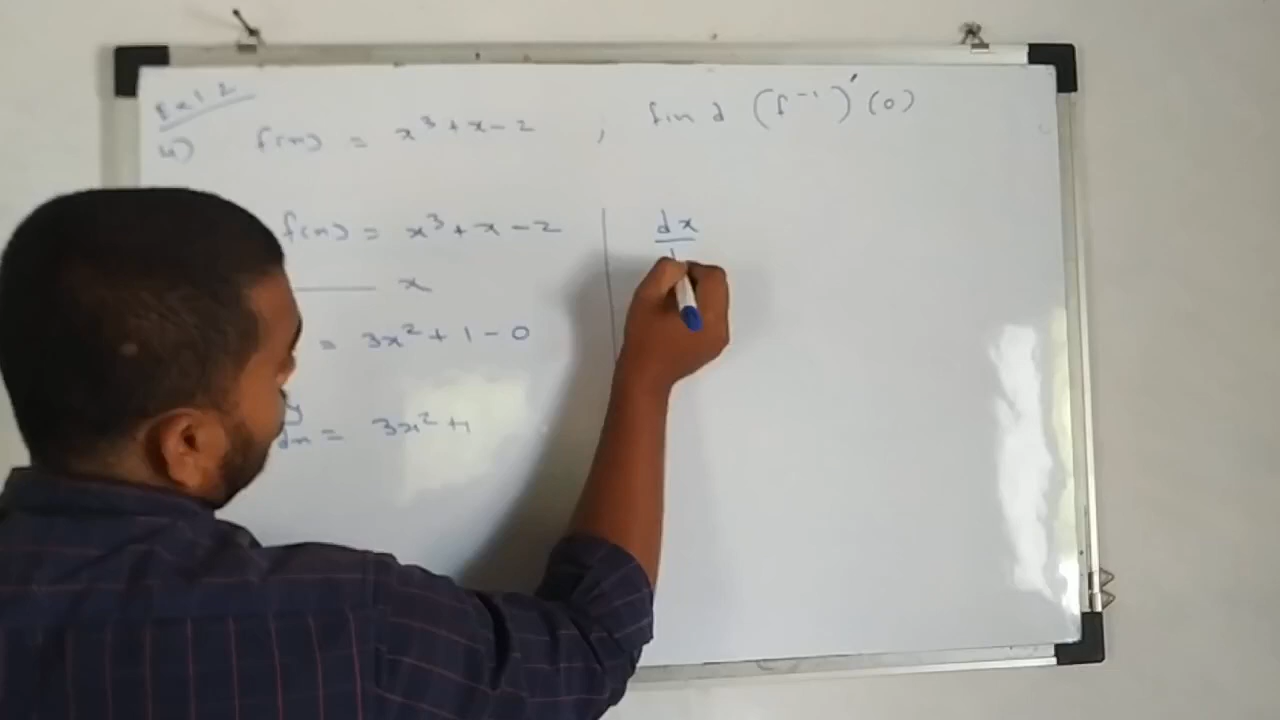 Ex 1.2
4) f(x) = x³ + x - 2 , find (f⁻¹)′(0)
f(x) = x³ + x - 2
x
= 3x² + 1 - 0
y
dx = 3x² + 1
dx